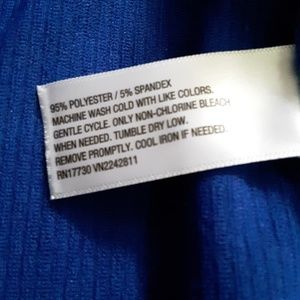 95% POLYESTER / 5% SPANDEX
MACHINE WASH COLD WITH LIKE COLORS.
GENTLE CYCLE. ONLY NON-CHLORINE BLEACH
WHEN NEEDED. TUMBLE DRY LOW.
REMOVE PROMPTLY. COOL IRON IF NEEDED.
RN17730 VN2242811